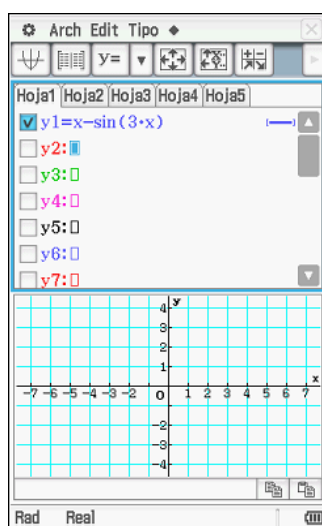 Arch Edit Tipo ◆
y=
Hoja1 Hoja2 Hoja3 Hoja4 Hoja5
y1=x−sin(3·x)
y2:
y3:
y4:
y5:
y6:
y7:
y
4
3
2
1
x
-7 -6 -5 -4 -3 -2 0 1 2 3 4 5 6 7
-2
-3
-4
Rad Real